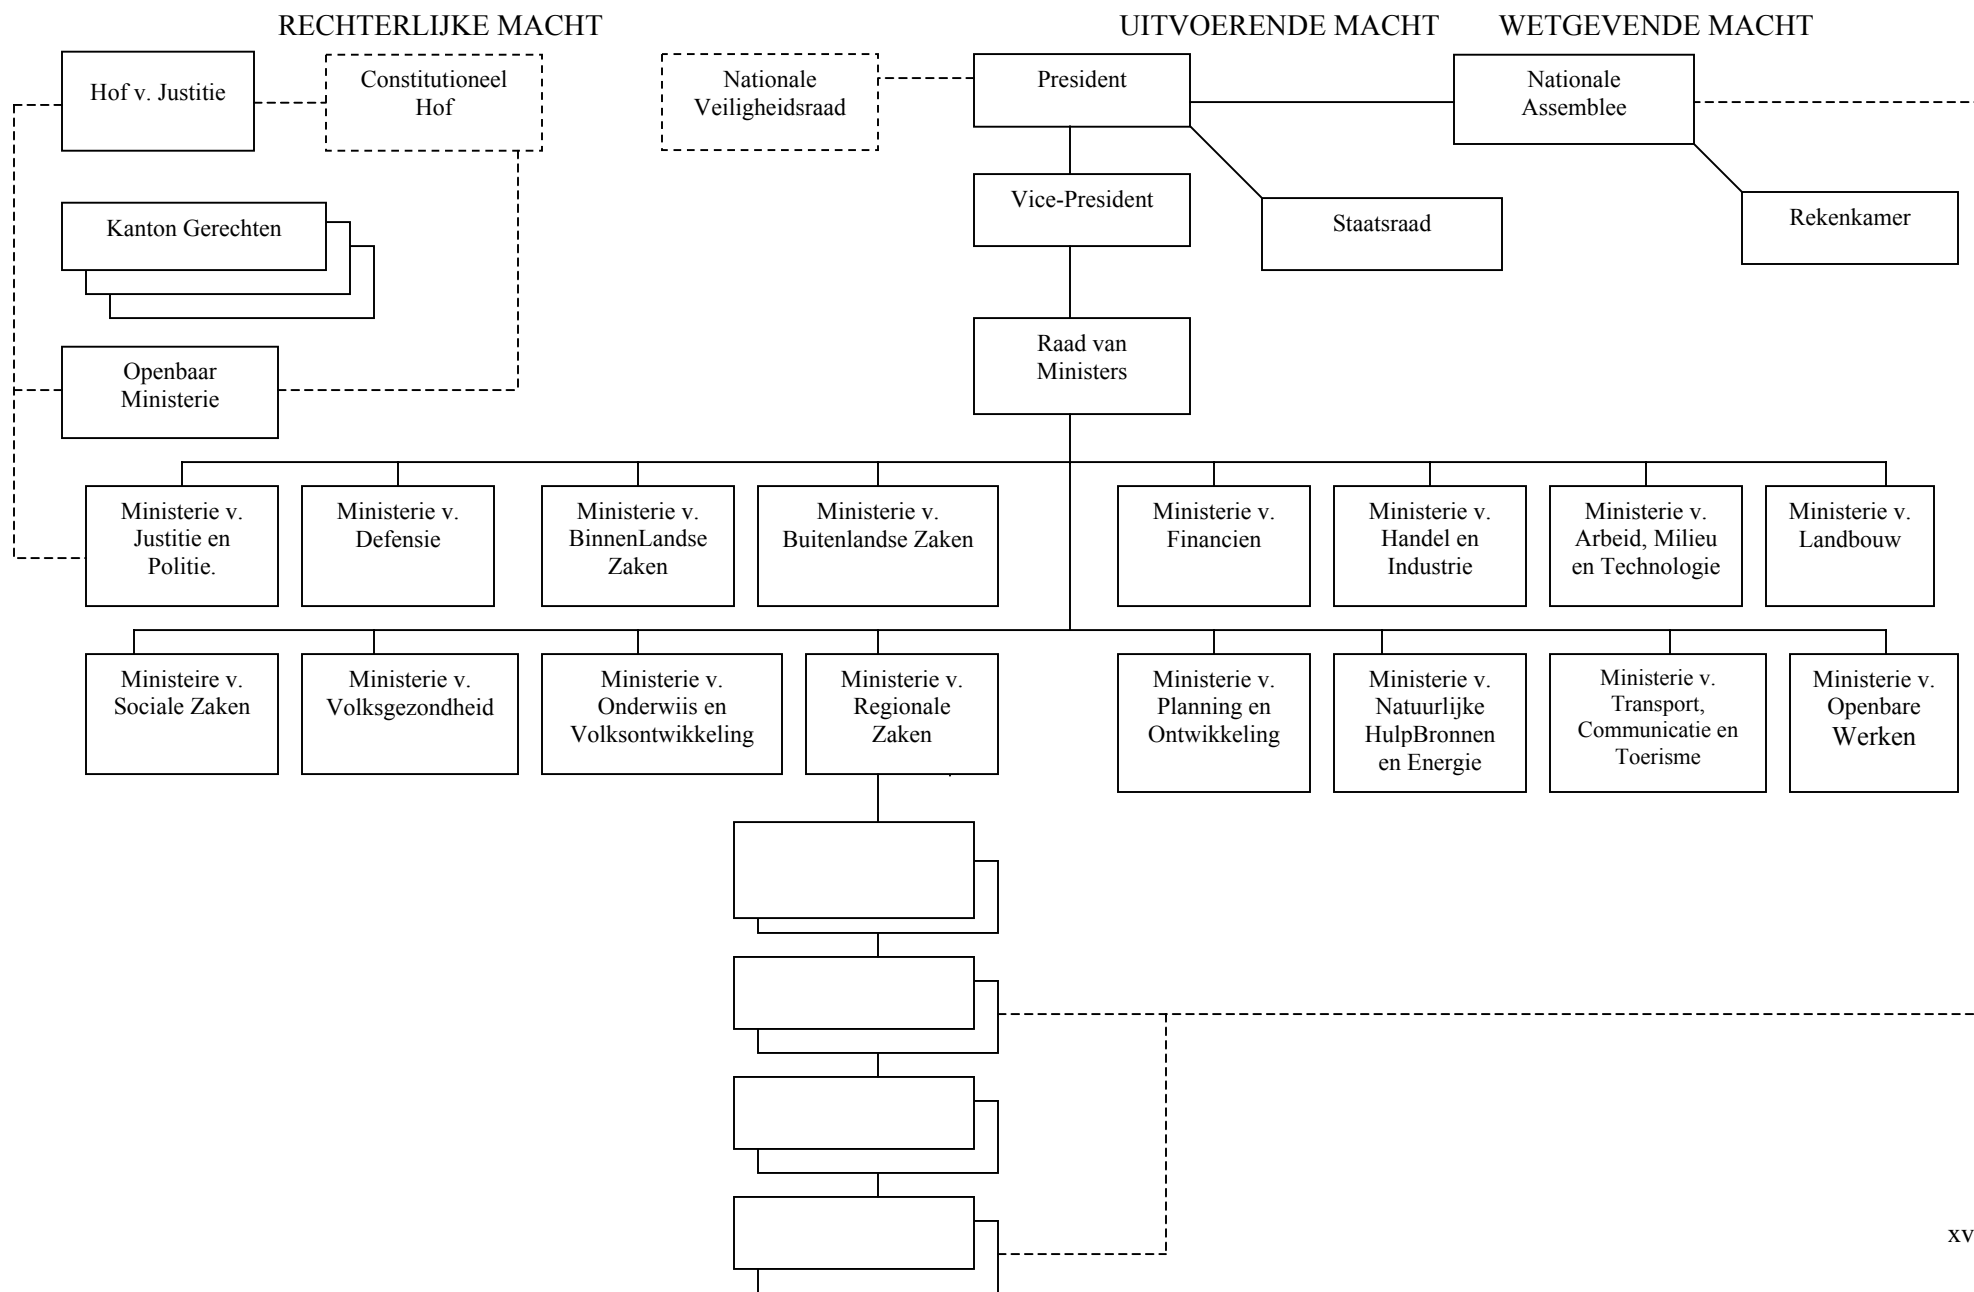 RECHTERLIJKE MACHT
UITVOERENDE MACHT
WETGEVENDE MACHT
Hof v. Justitie
Constitutioneel
Hof
Nationale
Veiligheidsraad
President
Nationale
Assemblee
Vice-President
Staatsraad
Rekenkamer
Kanton Gerechten
Raad van
Ministers
Openbaar
Ministerie
Ministerie v.
Justitie en
Politie.
Ministerie v.
Defensie
Ministerie v.
BinnenLandse
Zaken
Ministerie v.
Buitenlandse Zaken
Ministerie v.
Financien
Ministerie v.
Handel en
Industrie
Ministerie v.
Arbeid, Milieu
en Technologie
Ministerie v.
Landbouw
Ministeire v.
Sociale Zaken
Ministerie v.
Volksgezondheid
Ministerie v.
Onderwiis en
Volksontwikkeling
Ministerie v.
Regionale
Zaken
Ministerie v.
Planning en
Ontwikkeling
Ministerie v.
Natuurlijke
HulpBronnen
en Energie
Ministerie v.
Transport,
Communicatie en
Toerisme
Ministerie v.
Openbare
Werken
xv